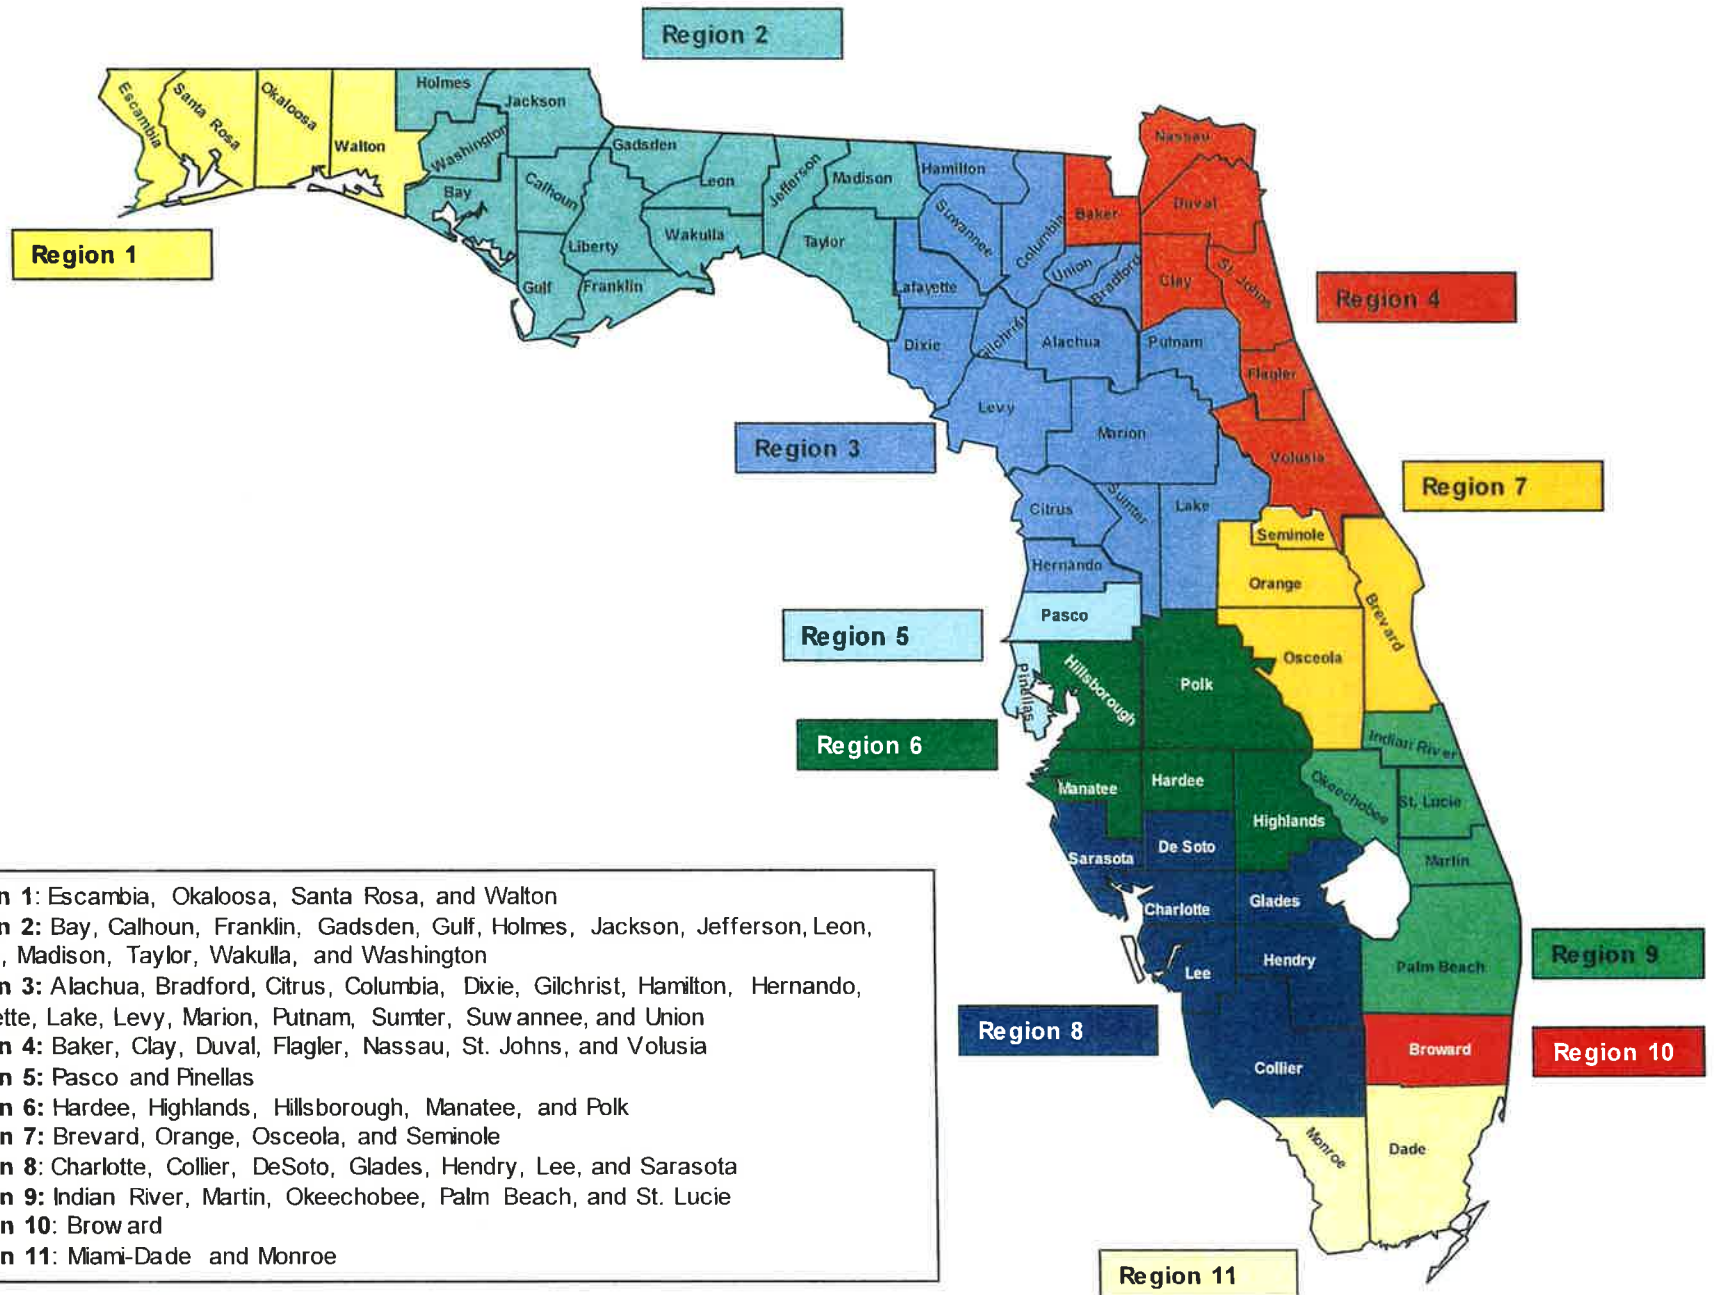 Region 2
Holmes
Jackson
Escambia
Santa Rosa
Okaloosa
Walton
Washington
Bay
Calhoun
Gadsden
Leon
Jefferson
Madison
Liberty
Wakulla
Taylor
Gulf
Franklin
Region 1
Hamilton
Suwannee
Columbia
Lafayette
Union
Bradford
Dixie
Gilchrist
Alachua
Putnam
Levy
Marion
Citrus
Sumter
Lake
Hernando
Region 3
Nassau
Baker
Duval
Clay
St. Johns
Flagler
Volusia
Region 4
Region 7
Seminole
Orange
Brevard
Osceola
Pasco
Pinellas
Region 5
Hillsborough
Polk
Manatee
Hardee
Highlands
Region 6
Indian River
Okeechobee
St. Lucie
Martin
Palm Beach
Region 9
Sarasota
De Soto
Charlotte
Glades
Lee
Hendry
Collier
Region 8
Broward
Region 10
Monroe
Dade
Region 11
n 1: Escambia, Okaloosa, Santa Rosa, and Walton
n 2: Bay, Calhoun, Franklin, Gadsden, Gulf, Holmes, Jackson, Jefferson, Leon,
, Madison, Taylor, Wakulla, and Washington
n 3: Alachua, Bradford, Citrus, Columbia, Dixie, Gilchrist, Hamilton, Hernando,
ette, Lake, Levy, Marion, Putnam, Sumter, Suwannee, and Union
n 4: Baker, Clay, Duval, Flagler, Nassau, St. Johns, and Volusia
n 5: Pasco and Pinellas
n 6: Hardee, Highlands, Hillsborough, Manatee, and Polk
n 7: Brevard, Orange, Osceola, and Seminole
n 8: Charlotte, Collier, DeSoto, Glades, Hendry, Lee, and Sarasota
n 9: Indian River, Martin, Okeechobee, Palm Beach, and St. Lucie
n 10: Broward
n 11: Miami-Dade and Monroe